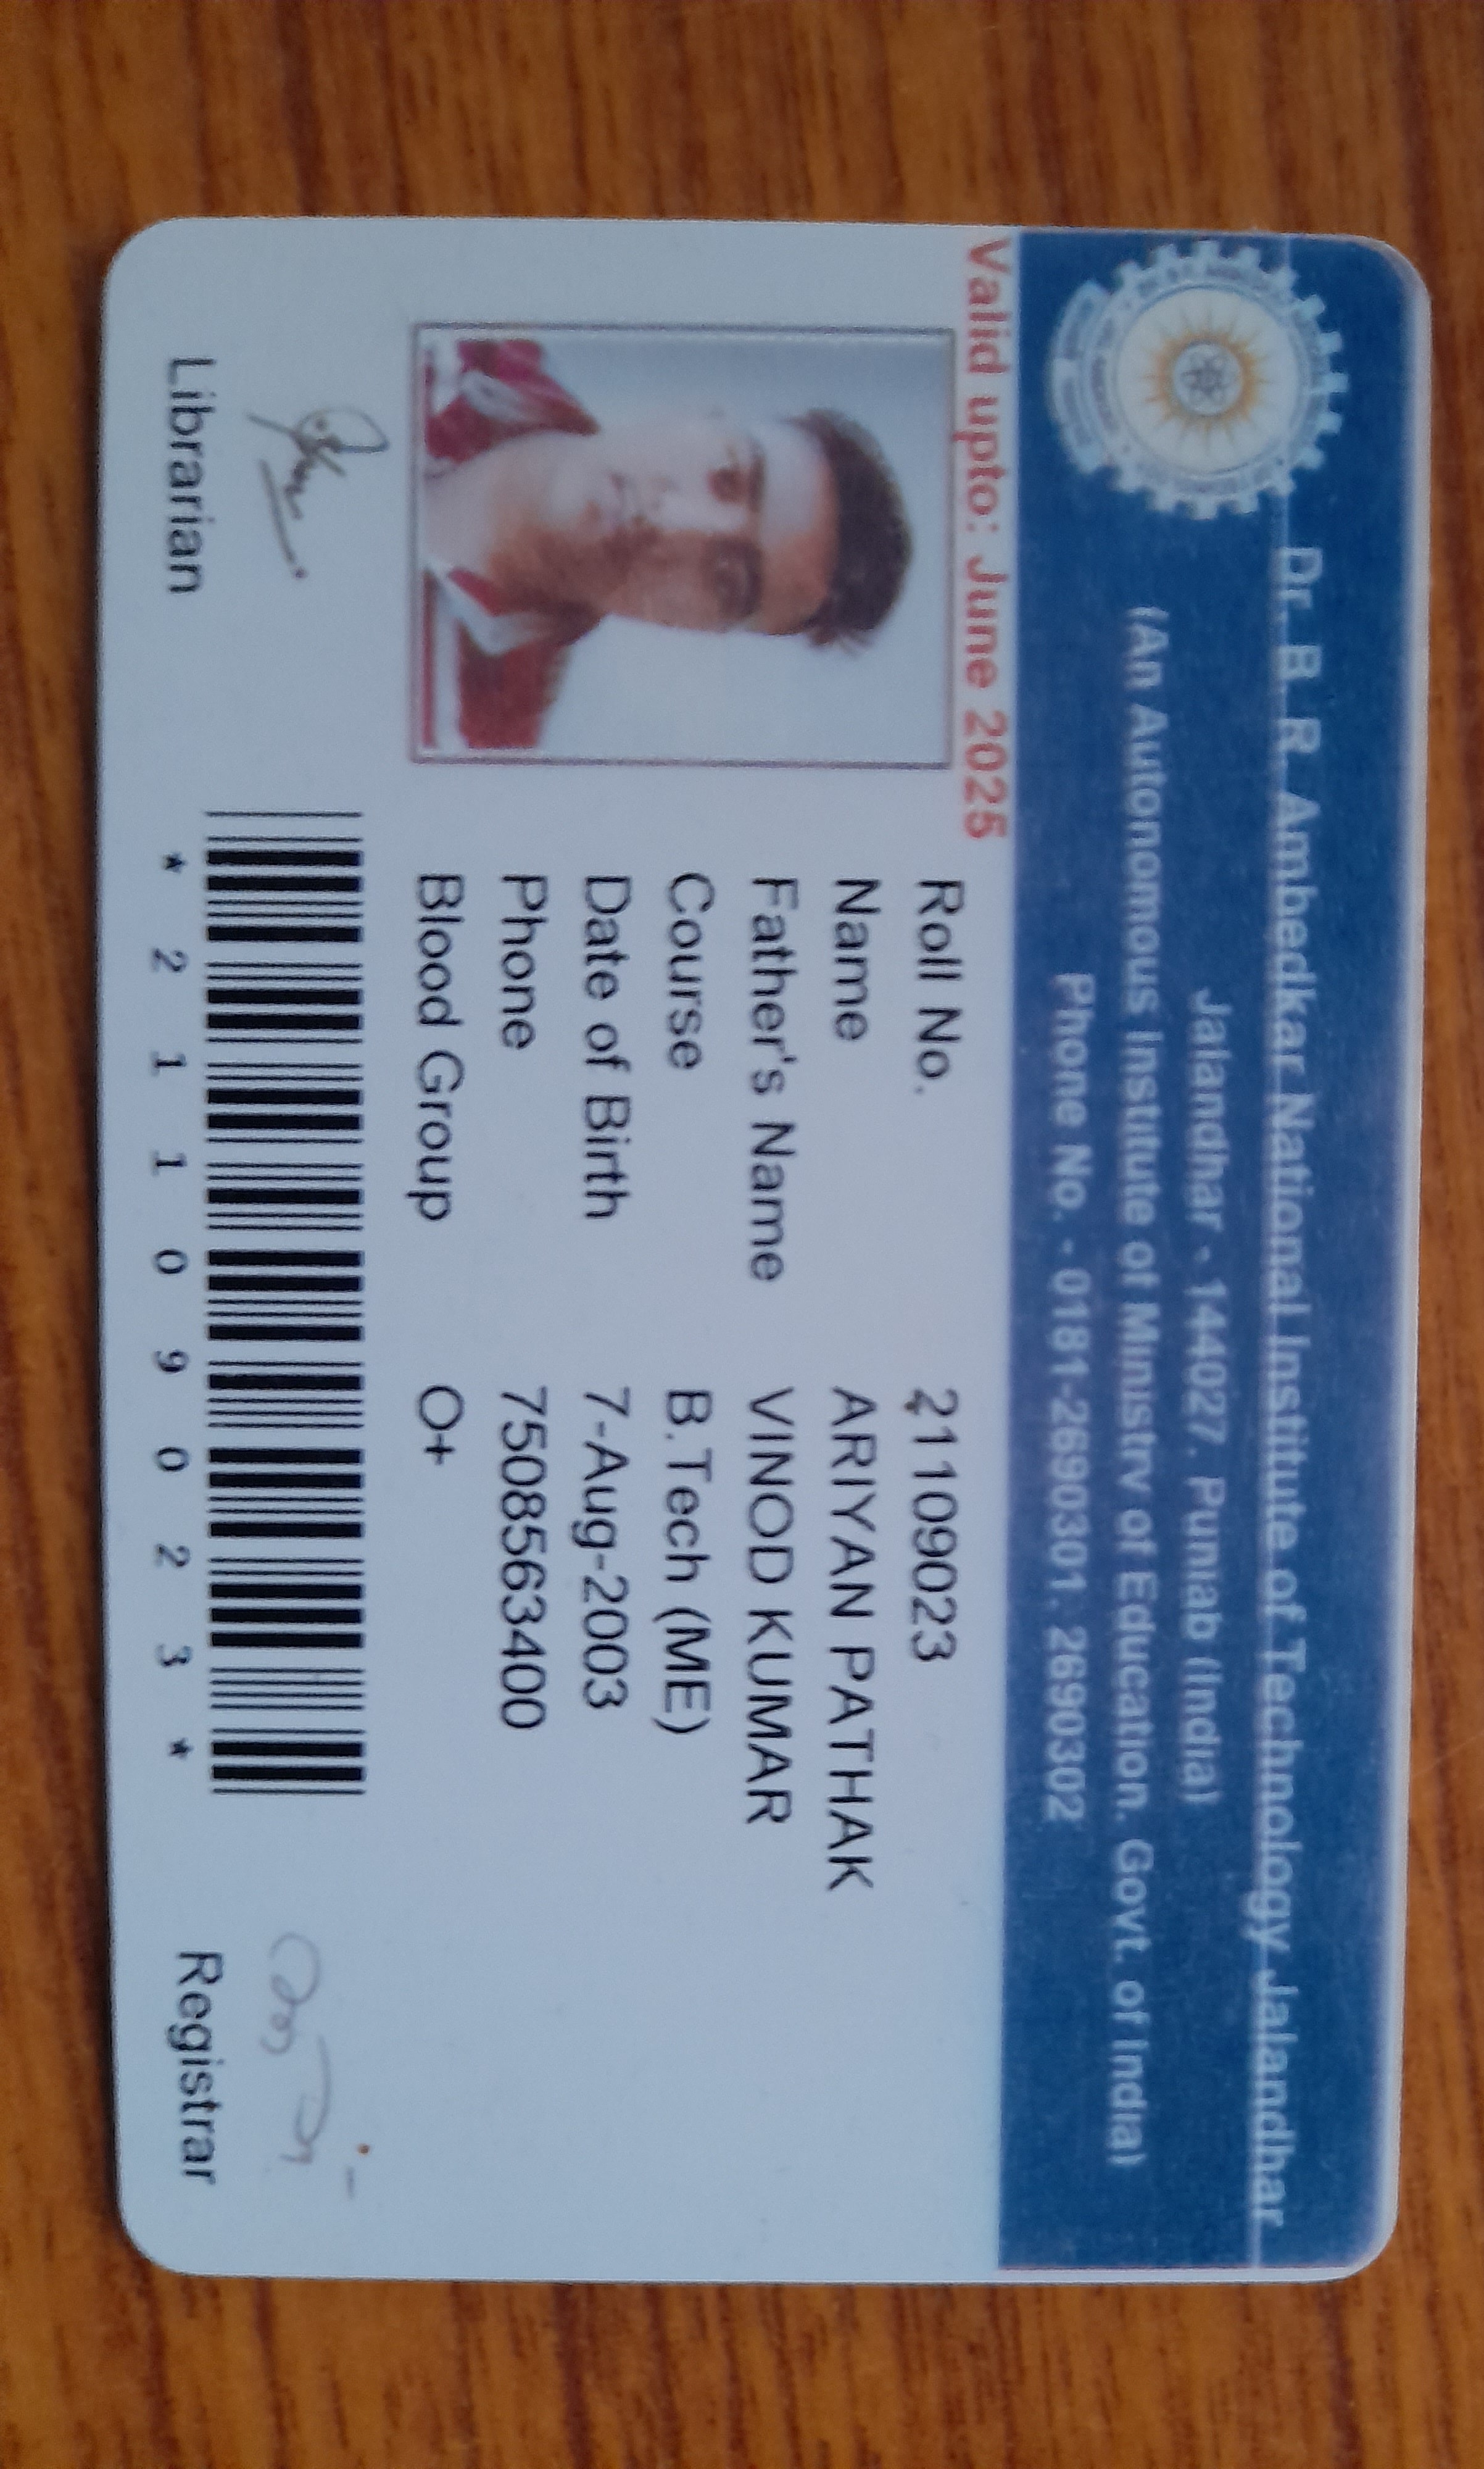 Dr. B R Ambedkar National Institute of Technology Jalandhar
Jalandhar - 144027. Punjab (India)
(An Autonomous Institute of Ministry of Education. Govt. of India)
Phone No. - 0181-2690301. 2690302
Valid upto: June 2025
Roll No. 21109023
Name ARIYAN PATHAK
Father's Name VINOD KUMAR
Course B.Tech (ME)
Date of Birth 7-Aug-2003
Phone 7508563400
Blood Group O+
* 2 1 1 0 9 0 2 3 *
Librarian
Registrar